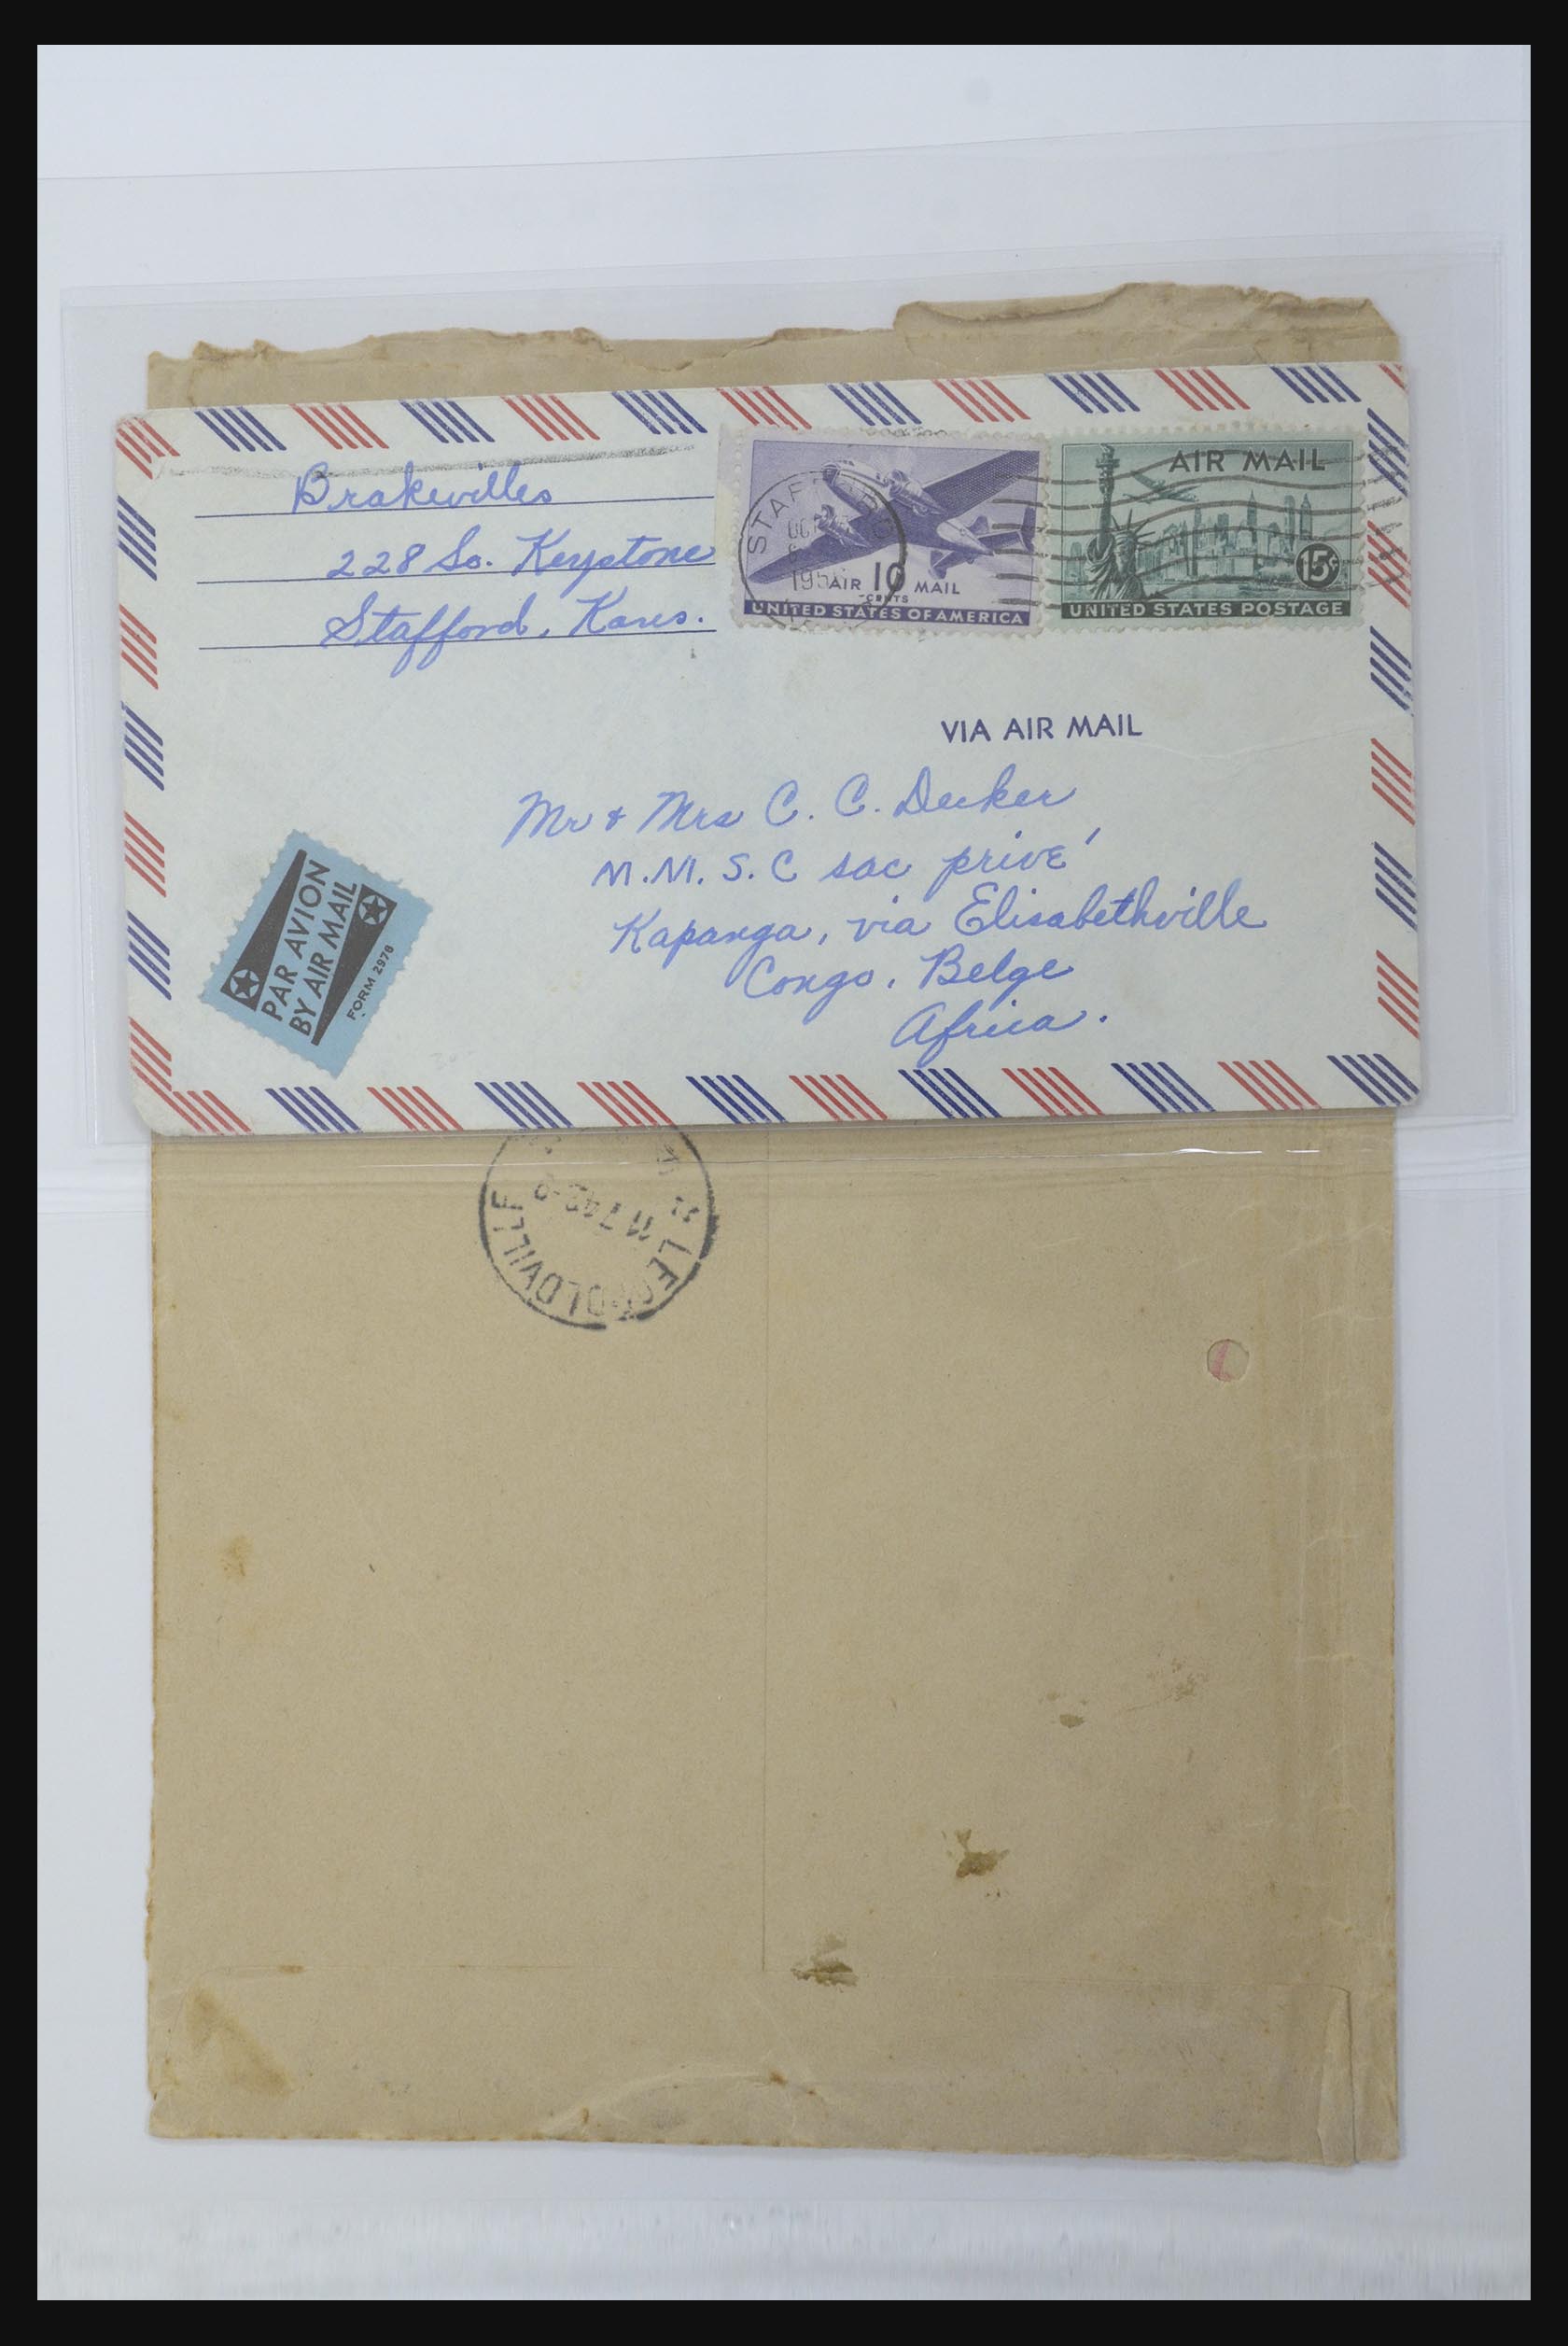 Brakevilles
228 So. Keystone
Stafford, Kans.
STAFFORD
OCT
195
AIR 10 MAIL
CENTS
UNITED STATES OF AMERICA
AIR MAIL
15¢
UNITED STATES POSTAGE
VIA AIR MAIL
Mr & Mrs C. C. Decker
M.M. S. C sac privé
Kapanga, via Elisabethville
Congo. Belge
Africa.
PAR AVION
BY AIR MAIL
FORM 2978
LEOPOLDVILLE